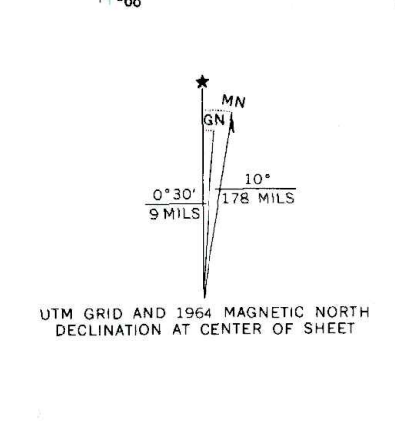 MN
GN
0°30'
9 MILS
10°
178 MILS
UTM GRID AND 1964 MAGNETIC NORTH
DECLINATION AT CENTER OF SHEET